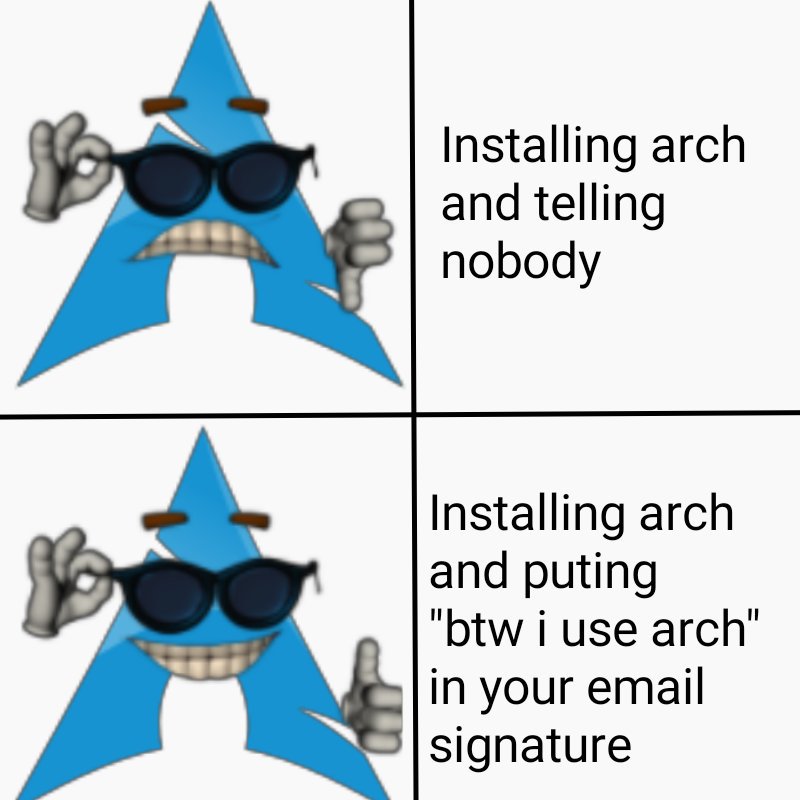 Installing arch
and telling
nobody
Installing arch
and puting
"btw i use arch"
in your email
signature